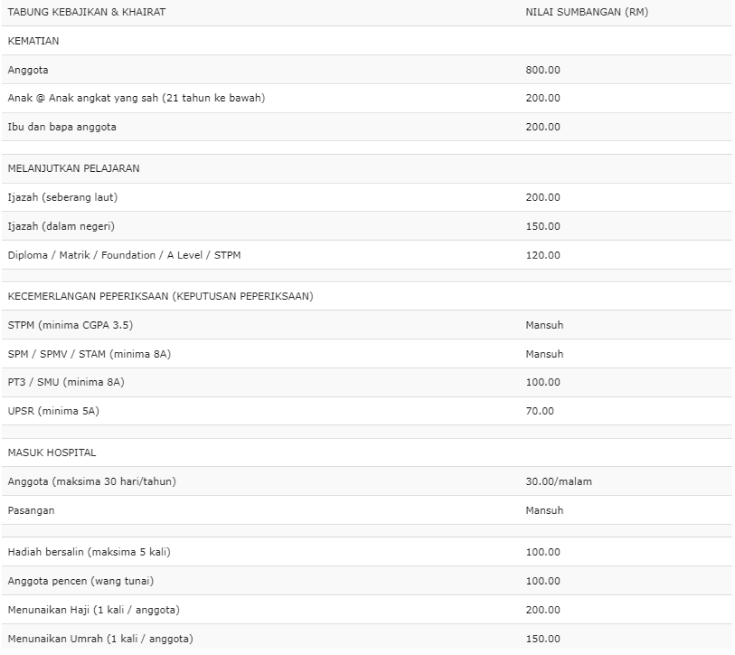 TABUNG KEBAJIKAN & KHAIRAT NILAI SUMBANGAN (RM)
KEMATIAN
Anggota 800.00
Anak @ Anak angkat yang sah (21 tahun ke bawah) 200.00
Ibu dan bapa anggota 200.00
MELANJUTKAN PELAJARAN
Ijazah (seberang laut) 200.00
Ijazah (dalam negeri) 150.00
Diploma / Matrik / Foundation / A Level / STPM 120.00
KECEMERLANGAN PEPERIKSAAN (KEPUTUSAN PEPERIKSAAN)
STPM (minima CGPA 3.5) Mansuh
SPM / SPMV / STAM (minima 8A) Mansuh
PT3 / SMU (minima 8A) 100.00
UPSR (minima 5A) 70.00
MASUK HOSPITAL
Anggota (maksima 30 hari/tahun) 30.00/malam
Pasangan Mansuh
Hadiah bersalin (maksima 5 kali) 100.00
Anggota pencen (wang tunai) 100.00
Menunaikan Haji (1 kali / anggota) 200.00
Menunaikan Umrah (1 kali / anggota) 150.00